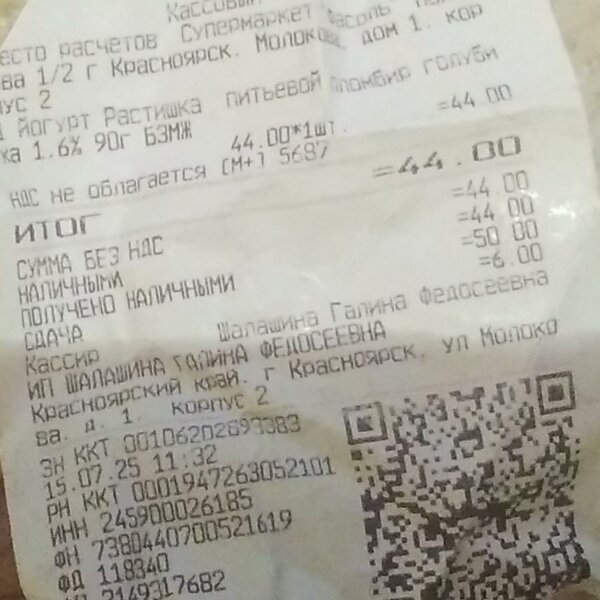 Кассовый
есто расчетов Супермаркет Фасоль
ва 1/2 г Красноярск. Молокова. дом 1. кор
пус 2
Йогурт Растишка питьевой Пломбир голуби
ка 1.6% 90г БЗМЖ
44.00*1шт. =44.00
НДС не облагается [М+] 5687
ИТОГ =44.00
СУММА БЕЗ НДС =44.00
НАЛИЧНЫМИ =44.00
ПОЛУЧЕНО НАЛИЧНЫМИ =50.00
СДАЧА =6.00
Кассир Шалашина Галина Федосеевна
ИП ШАЛАШИНА ГАЛИНА ФЕДОСЕЕВНА
Красноярский край. г Красноярск. ул Молоко
ва. д. 1. корпус 2
ЗН ККТ 00106202893383
15.07.25 11:32
РН ККТ 0001947263052101
ИНН 245900026185
ФН 7380440700521619
ФД 118340
2149317682